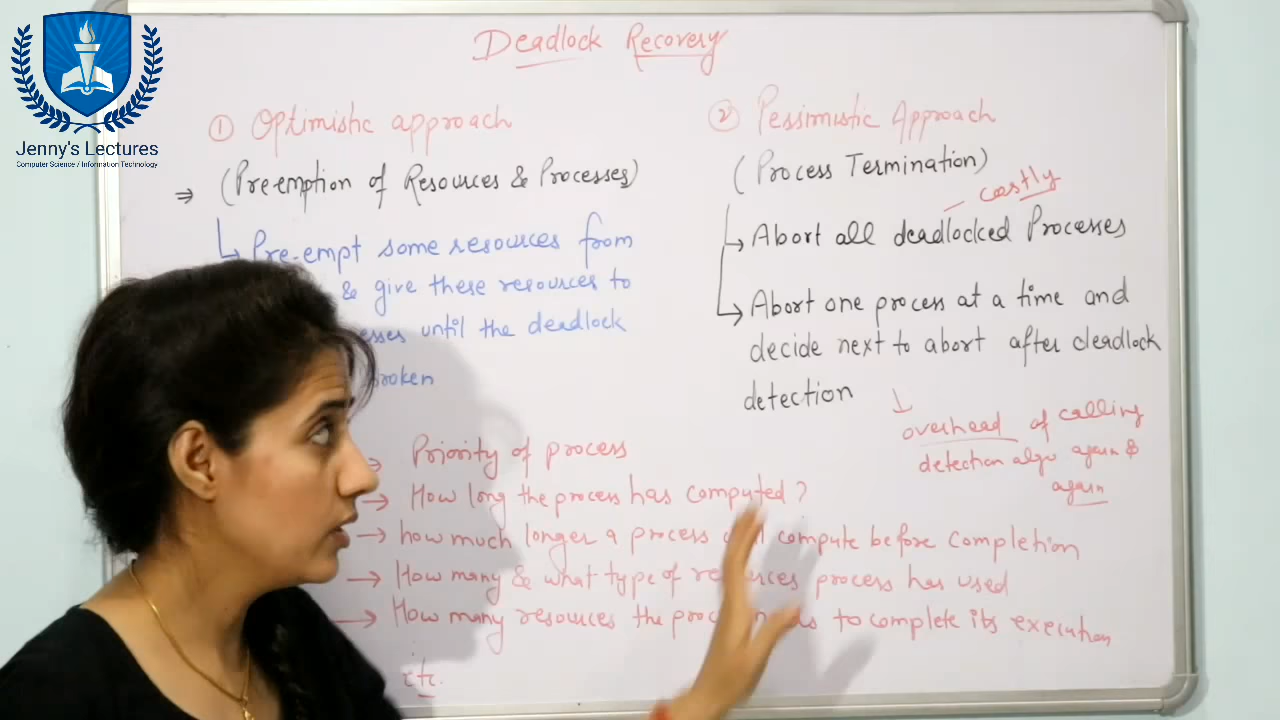 Jenny's Lectures
Computer Science / Information Technology
Deadlock Recovery
① Optimistic approach
⇒ (Preemption of Resources & Processes)
↳ Pre-empt some resources from
& give these resources to
until the deadlock
② Pessimistic Approach
(Process Termination)
costly
↳ Abort all deadlocked Processes
↳ Abort one process at a time and
decide next to abort after deadlock
detection
↓
overhead of calling
detection algo again &
again
Priority of process
→ How long the process has computed?
→ how much longer a process compute before completion
→ How many & what type of process has used
→ How many resources the to complete its execution
etc.